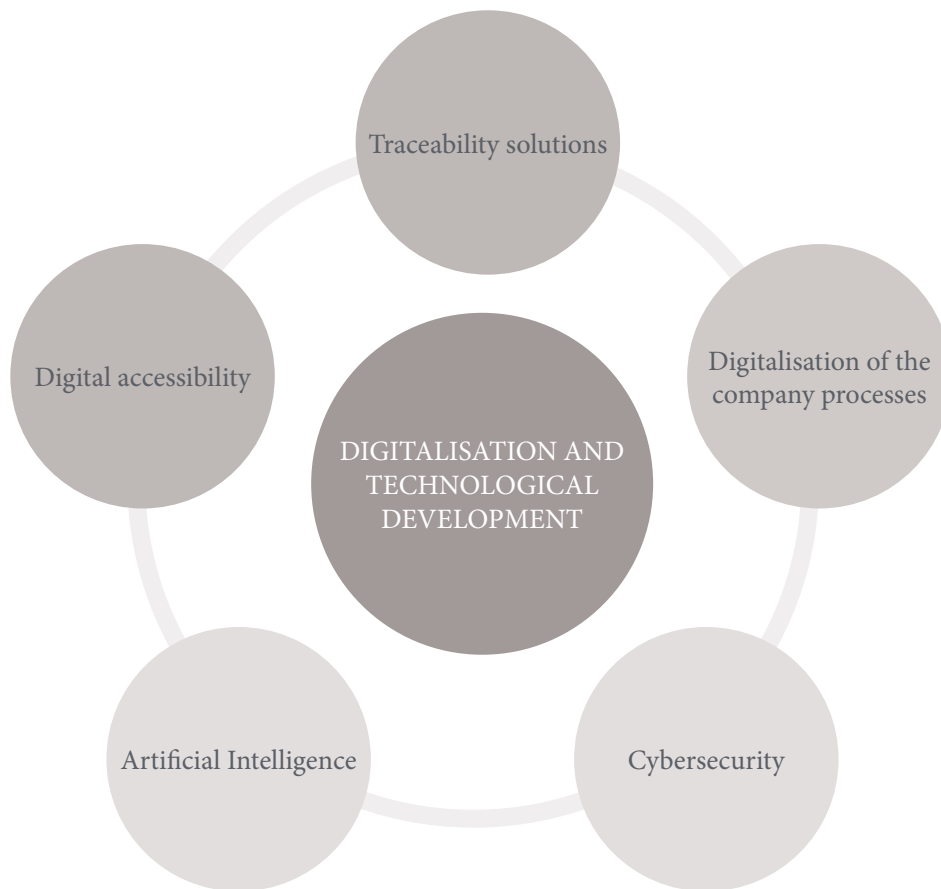 Traceability solutions
Digitalisation of the
company processes
Digital accessibility
DIGITALISATION AND
TECHNOLOGICAL
DEVELOPMENT
Artificial Intelligence
Cybersecurity